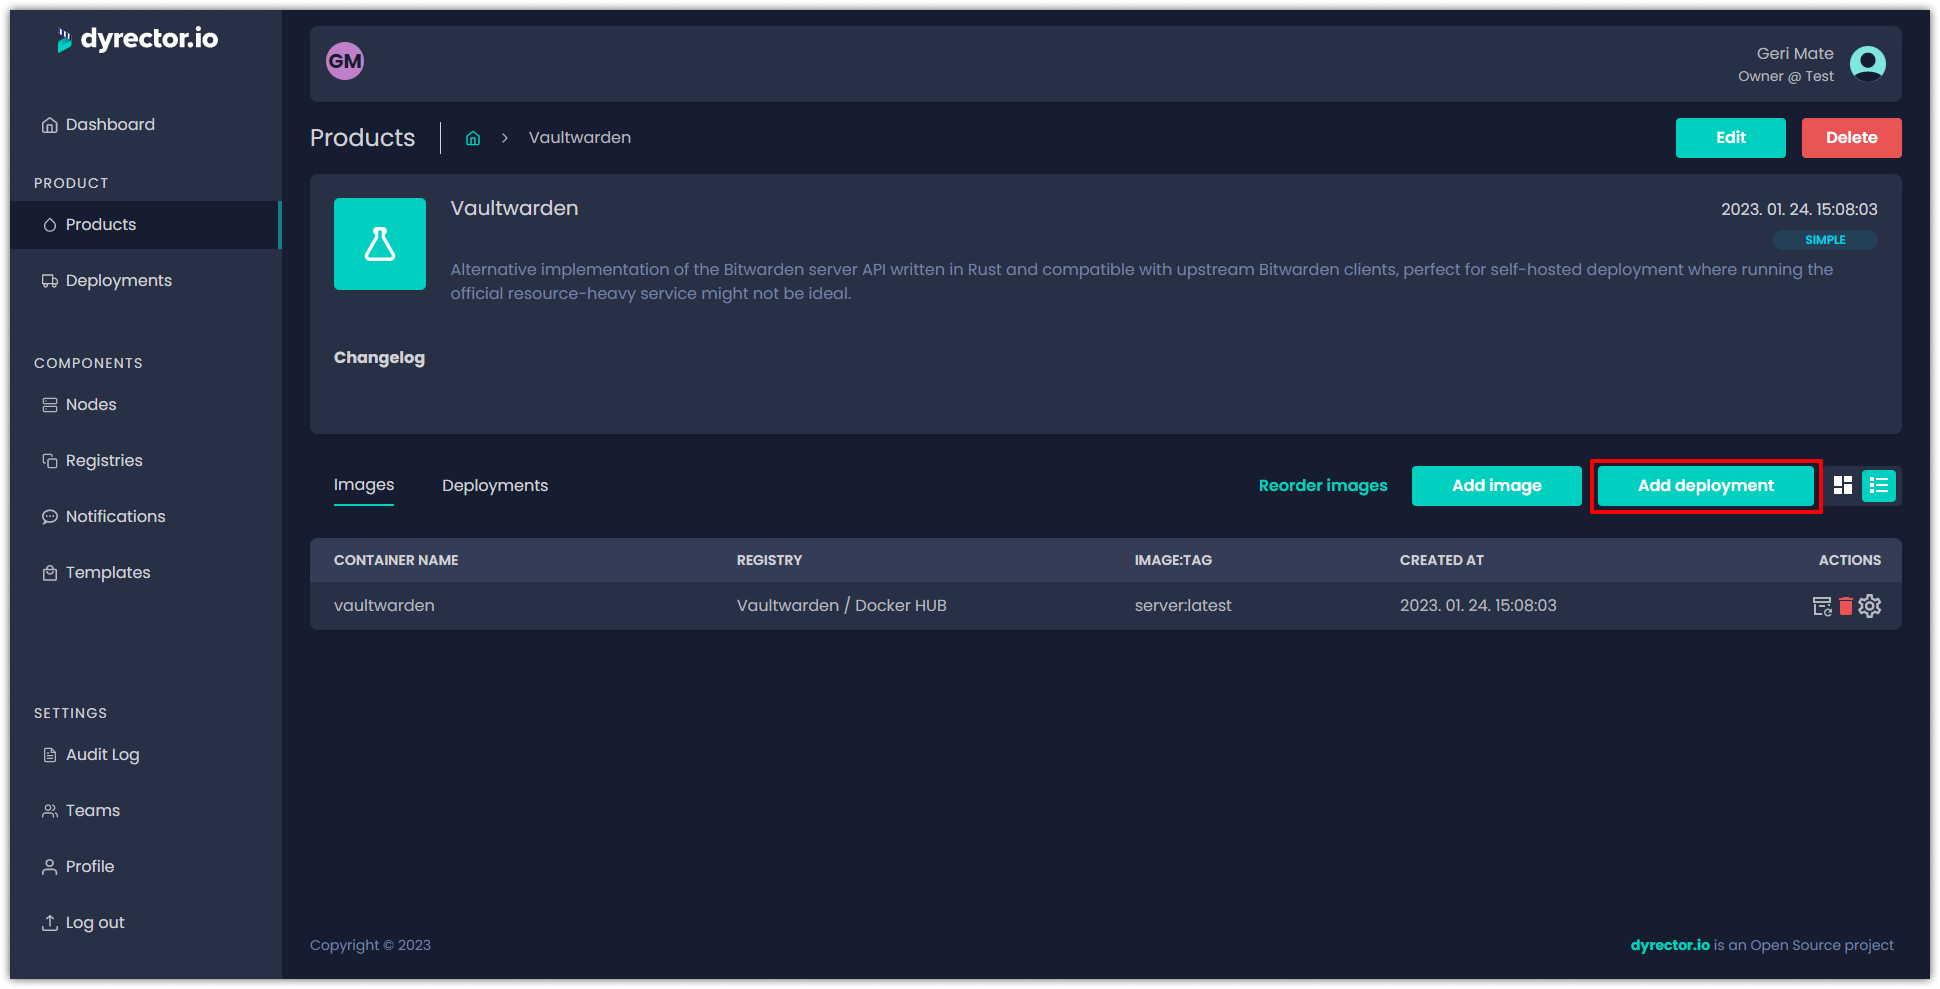 dyrector.io
Dashboard
PRODUCT
Products
Deployments
COMPONENTS
Nodes
Registries
Notifications
Templates
SETTINGS
Audit Log
Teams
Profile
Log out
GM
Geri Mate
Owner @ Test
Products
Vaultwarden
Edit
Delete
Vaultwarden
2023. 01. 24. 15:08:03
SIMPLE
Alternative implementation of the Bitwarden server API written in Rust and compatible with upstream Bitwarden clients, perfect for self-hosted deployment where running the
official resource-heavy service might not be ideal.
Changelog
Images
Deployments
Reorder images
Add image
Add deployment
CONTAINER NAME REGISTRY IMAGE:TAG CREATED AT ACTIONS
vaultwarden Vaultwarden / Docker HUB server:latest 2023. 01. 24. 15:08:03
Copyright © 2023
dyrector.io is an Open Source project